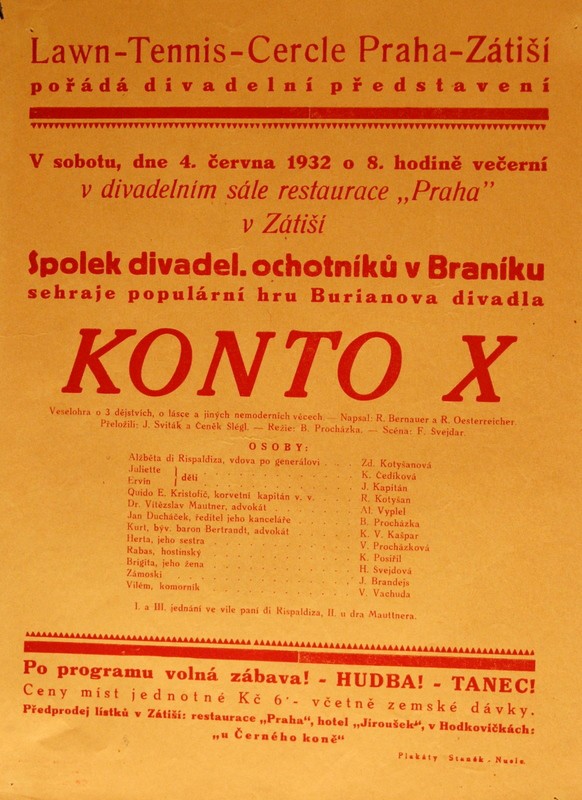 Lawn-Tennis-Cercle Praha-Zátiší
pořádá divadelní představení
V sobotu, dne 4. června 1932 o 8. hodině večerní
v divadelním sále restaurace „Praha"
v Zátiší
Spolek divadel. ochotníků v Braníku
sehraje populární hru Burianova divadla
KONTO X
Veselohra o 3 dějstvích, o lásce a jiných nemoderních věcech. — Napsal: R. Bernauer a R. Oesterreicher.
Přeložili: J. Sviták a Čeněk Šlégl. — Režie: B. Procházka. — Scéna: F. Švejdar.
OSOBY:
Alžběta di Rispaldiza, vdova po generálovi . . . . Zd. Kotyšanová
Juliette } děti . . . . K. Čedíková
Ervín . . . . J. Kapitán
Quido E. Kristofič, korvetní kapitán v. v. . . . . R. Kotyšan
Dr. Vítězslav Mautner, advokát . . . . Al. Vyplel
Jan Ducháček, ředitel jeho kanceláře . . . . B. Procházka
Kurt, býv. baron Bertrandt, advokát . . . . K. V. Kašpar
Herta, jeho sestra . . . . V. Procházková
Rabas, hostinský . . . . K. Posífil
Brigita, jeho žena . . . . H. Švejdová
Zámoski . . . . J. Brandejs
Vilém, komorník . . . . V. Vachuda
I. a III. jednání ve vile paní di Rispaldiza, II. u dra Mauttnera.
Po programu volná zábava! - HUDBA! - TANEC!
Ceny míst jednotné Kč 6·- včetně zemské dávky.
Předprodej lístků v Zátiší: restaurace „Praha", hotel „Jiroušek", v Hodkovičkách:
„u Černého koně"
Plakáty Staněk - Nusle.